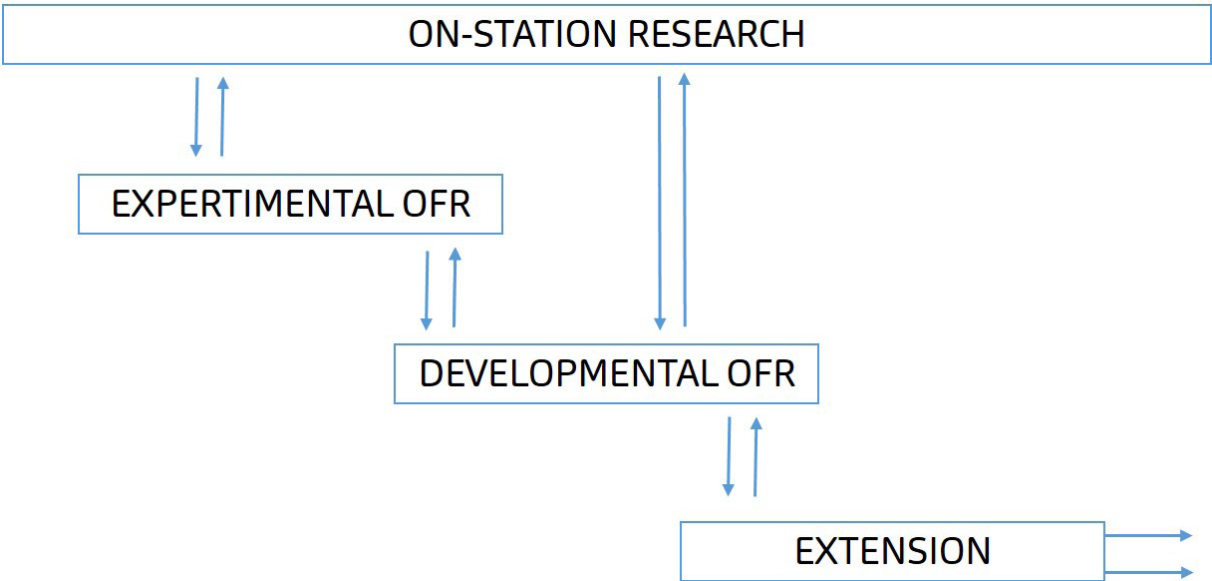 ON-STATION RESEARCH
EXPERTIMENTAL OFR
DEVELOPMENTAL OFR
EXTENSION